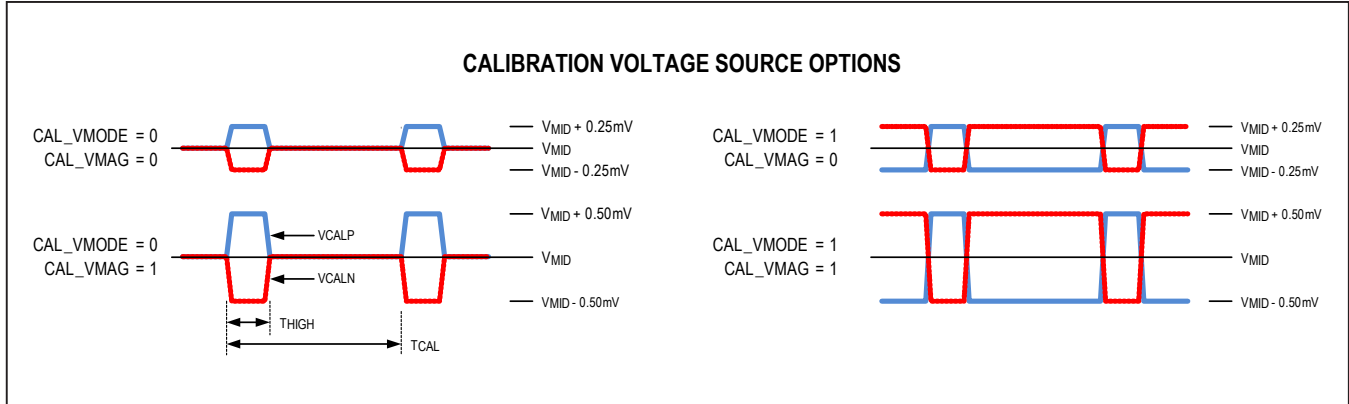 CALIBRATION VOLTAGE SOURCE OPTIONS
CAL_VMODE = 0
CAL_VMAG = 0
VMID + 0.25mV
VMID
VMID - 0.25mV
CAL_VMODE = 1
CAL_VMAG = 0
VMID + 0.25mV
VMID
VMID - 0.25mV
CAL_VMODE = 0
CAL_VMAG = 1
VCALP
VCALN
THIGH
TCAL
VMID + 0.50mV
VMID
VMID - 0.50mV
CAL_VMODE = 1
CAL_VMAG = 1
VMID + 0.50mV
VMID
VMID - 0.50mV